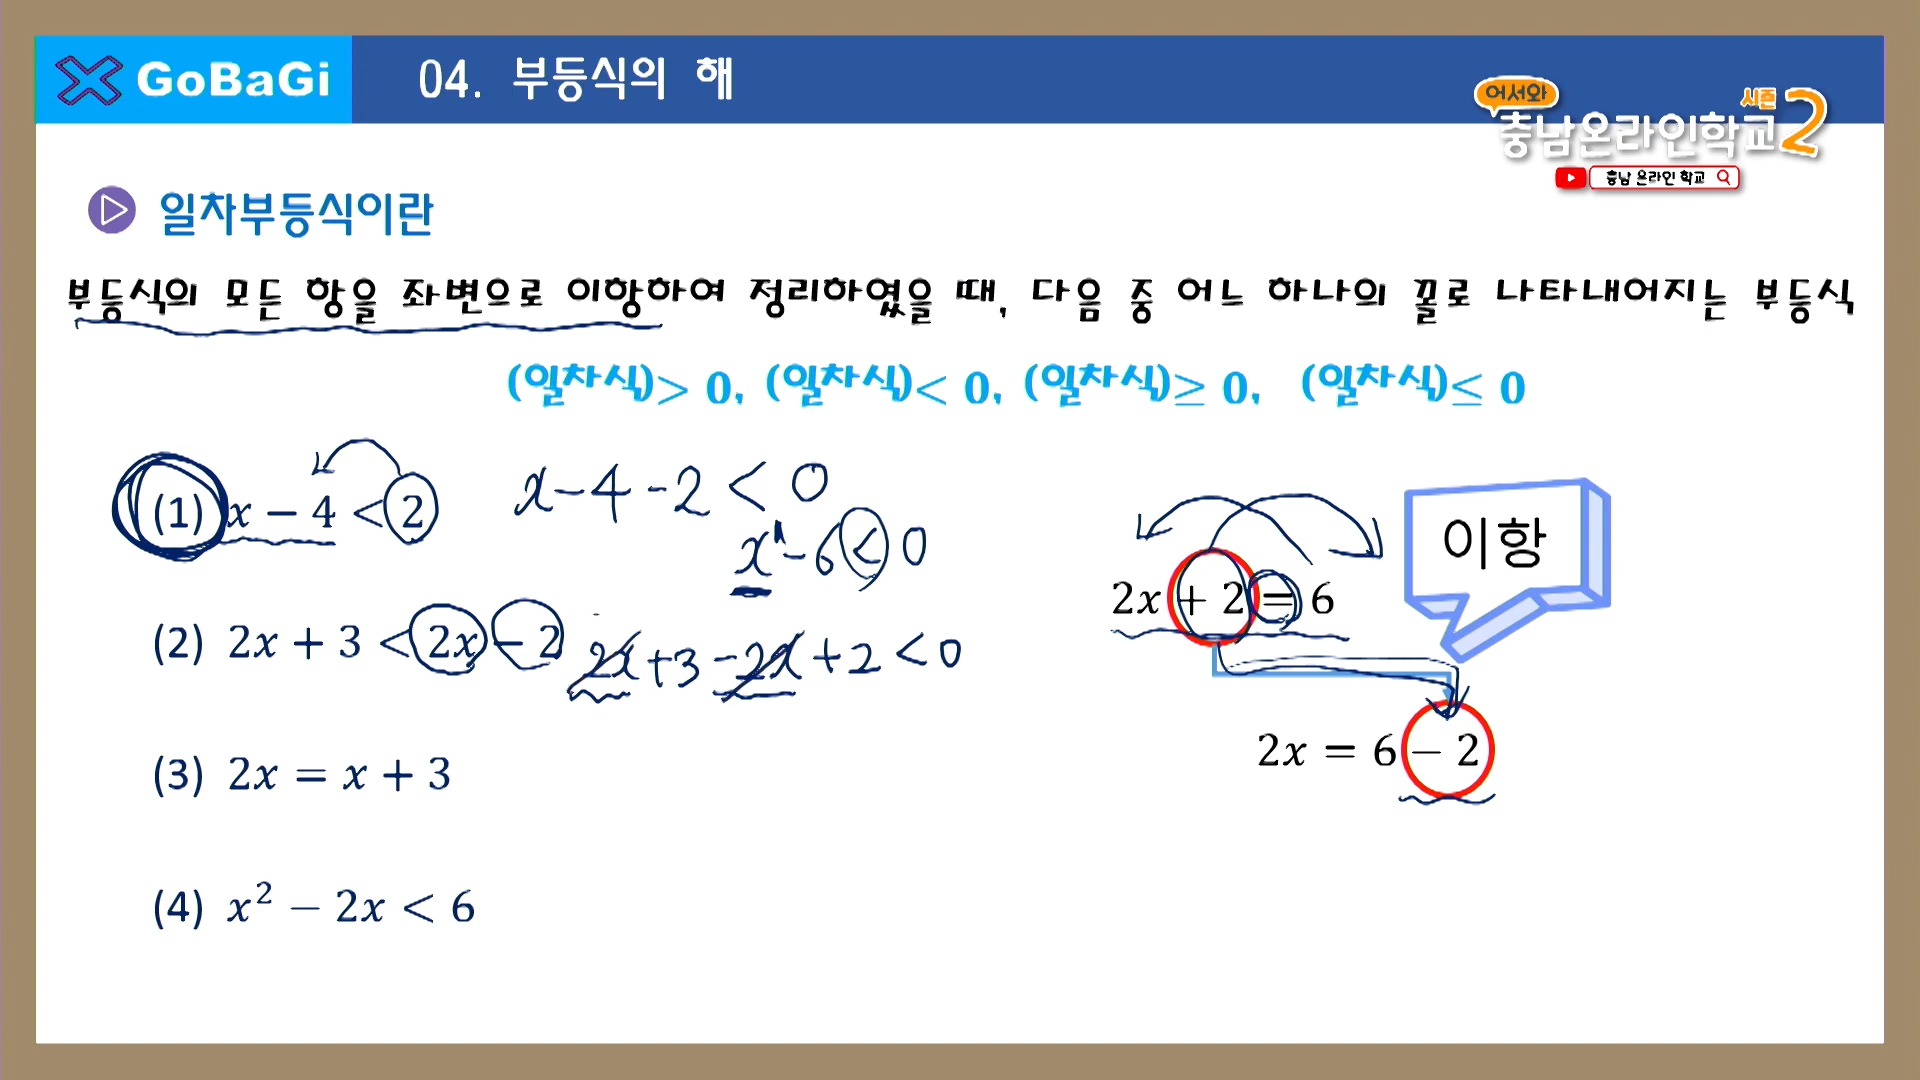 GoBaGi
04. 부등식의 해
어서와
시즌2
충남온라인학교
충남 온라인 학교
일차부등식이란
부등식의 모든 항을 좌변으로 이항하여 정리하였을 때, 다음 중 어느 하나의 꼴로 나타내어지는 부등식
(일차식)> 0, (일차식)< 0, (일차식)≥ 0, (일차식)≤ 0
(1) x − 4 < 2
x − 4 − 2 < 0
x − 6 < 0
(2) 2x + 3 < 2x − 2
2x + 3 − 2x + 2 < 0
(3) 2x = x + 3
(4) x² − 2x < 6
이항
2x + 2 = 6
2x = 6 − 2